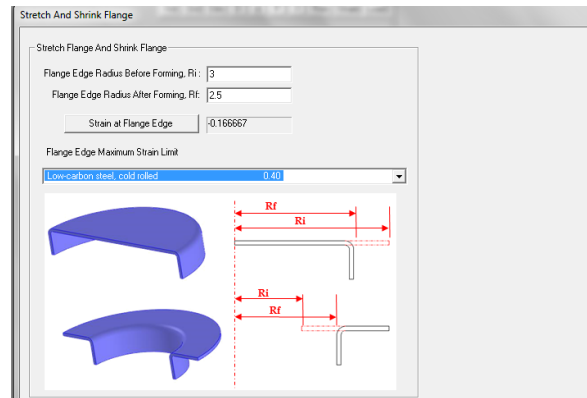 Stretch And Shrink Flange
Stretch Flange And Shrink Flange
Flange Edge Radius Before Forming, Ri : 3
Flange Edge Radius After Forming, Rf: 2.5
Strain at Flange Edge -0.166667
Flange Edge Maximum Strain Limit
Low-carbon steel, cold rolled 0.40
Rf
Ri
Ri
Rf